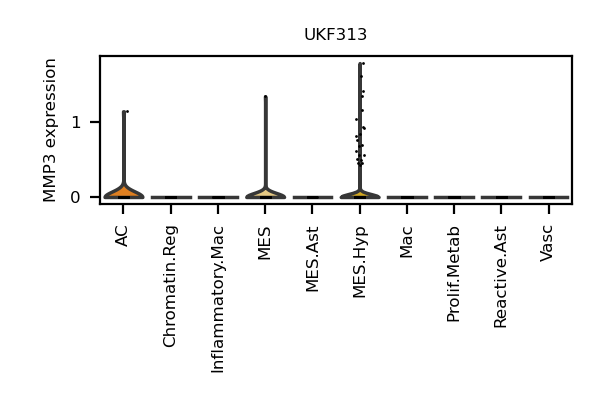 UKF313
MMP3 expression
1
0
AC
Chromatin.Reg
Inflammatory.Mac
MES
MES.Ast
MES.Hyp
Mac
Prolif.Metab
Reactive.Ast
Vasc